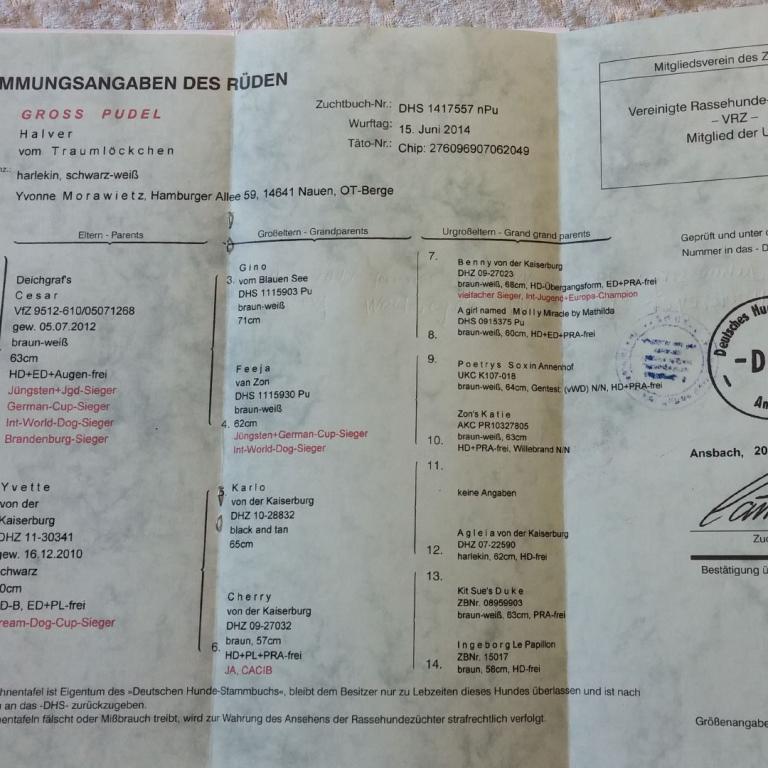 MMUNGSANGABEN DES RÜDEN
GROSS PUDEL
Halver
vom Traumlöckchen
harlekin, schwarz-weiß
Yvonne Morawietz, Hamburger Allee 59, 14641 Nauen, OT-Berge
Zuchtbuch-Nr.: DHS 1417557 nPu
Wurftag: 15. Juni 2014
Täto-Nr.: Chip: 276096907062049
Mitgliedsverein des Z
Vereinigte Rassehunde-
– VRZ –
Mitglied der U
Eltern - Parents
Großeltern - Grandparents
Urgroßeltern - Grand grand parents
Deichgraf's
Cesar
VfZ 9512-610/05071268
gew. 05.07.2012
braun-weiß
63cm
HD+ED+Augen-frei
Jüngsten+Jgd-Sieger
German-Cup-Sieger
Int-World-Dog-Sieger
Brandenburg-Sieger
Yvette
von der
Kaiserburg
DHZ 11-30341
gew. 16.12.2010
chwarz
0cm
D-B, ED+PL-frei
ream-Dog-Cup-Sieger
Gino
3. vom Blauen See
DHS 1115903 Pu
braun-weiß
71cm
Feeja
van Zon
DHS 1115930 Pu
braun-weiß
4. 62cm
Jüngsten+German-Cup-Sieger
Int-World-Dog-Sieger
5. Karlo
von der Kaiserburg
DHZ 10-28832
black and tan
65cm
Cherry
von der Kaiserburg
DHZ 09-27032
braun, 57cm
6. HD+PL+PRA-frei
JA, CACIB
7. Benny von der Kaiserburg
DHZ 09-27023
braun-weiß, 68cm, HD-Übergangsform, ED+PRA-frei
vielfacher Sieger, Int-Jugend+Europa-Champion
A girl named Molly Miracle by Mathilda
DHS 0915375 Pu
8. braun-weiß, 60cm, HD+ED+PRA-frei
9. Poetrys Soxin Annenhof
UKC K107-018
braun-weiß, 64cm, Gentest: (vWD) N/N, HD+PRA-frei
Zon's Katie
AKC PR10327805
braun-weiß, 63cm
10. HD+PRA-frei, Willebrand N/N
11.
keine Angaben
Agleia von der Kaiserburg
DHZ 07-22590
12. harlekin, 62cm, HD-frei
13.
Kit Sue's Duke
ZBNr. 08959903
braun-weiß, 63cm, PRA-frei
Ingeborg Le Papillon
ZBNr. 15017
14. braun, 58cm, HD-frei
Geprüft und unter
Nummer in das - D
Deutsches Hu
-D
An
Ansbach, 20
Zuc
Bestätigung ü
hnentafel ist Eigentum des »Deutschen Hunde-Stammbuchs«, bleibt dem Besitzer nur zu Lebzeiten dieses Hundes überlassen und ist nach
an das -DHS- zurückzugeben.
nentafeln fälscht oder Mißbrauch treibt, wird zur Wahrung des Ansehens der Rassehundezüchter strafrechtlich verfolgt.
Größenangabe